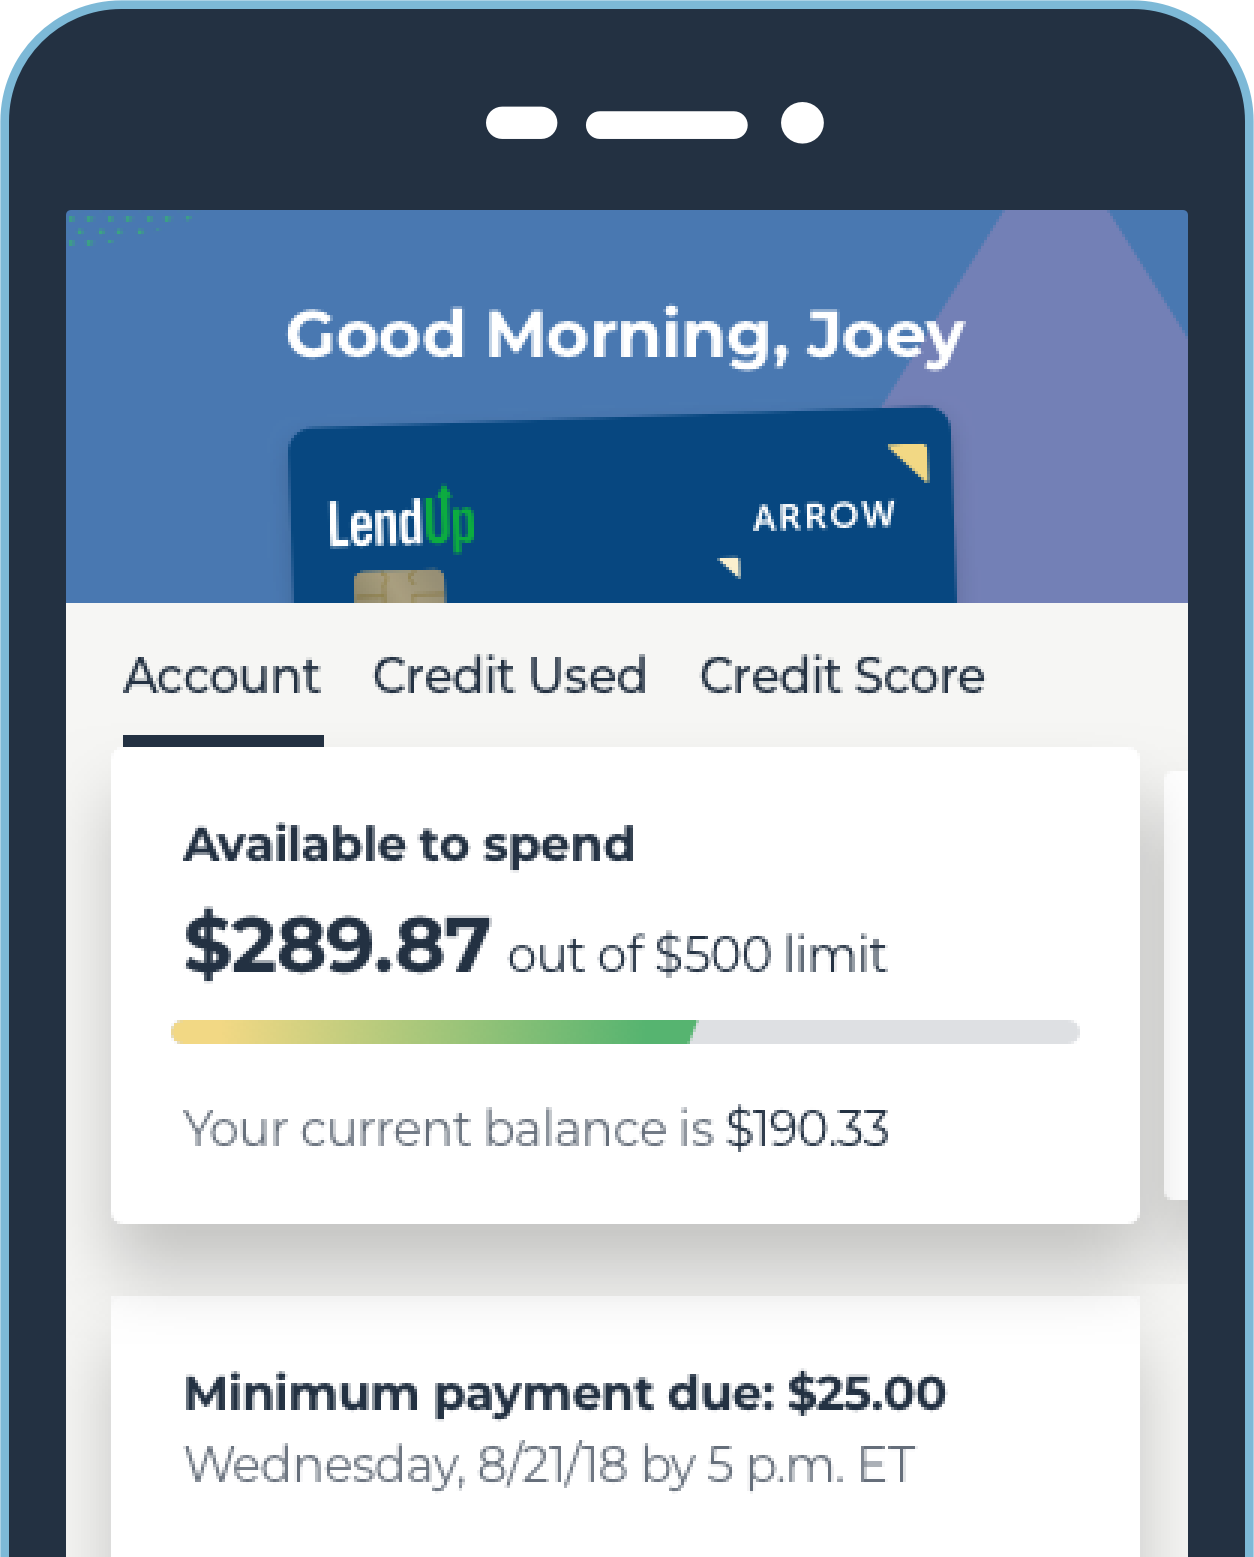 Good Morning, Joey
LendUp
ARROW
Account Credit Used Credit Score
Available to spend
$289.87 out of $500 limit
Your current balance is $190.33
Minimum payment due: $25.00
Wednesday, 8/21/18 by 5 p.m. ET